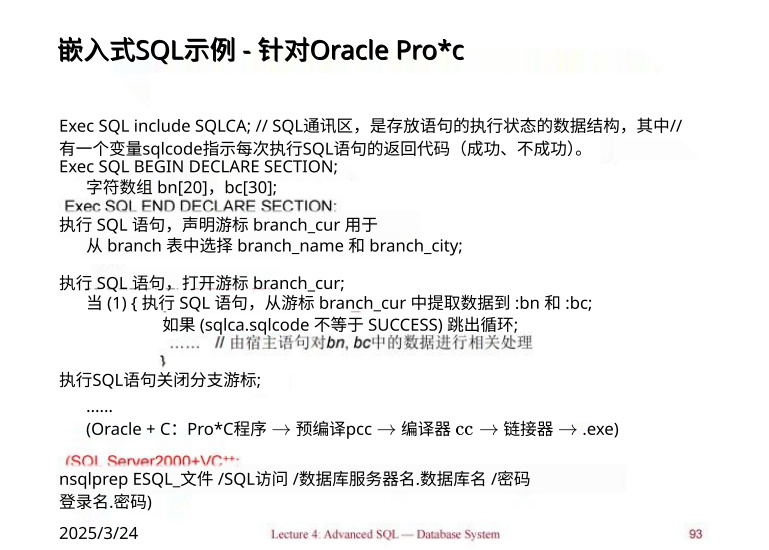 嵌入式SQL示例 - 针对Oracle Pro*c
Exec SQL include SQLCA; // SQL通讯区，是存放语句的执行状态的数据结构，其中//
有一个变量sqlcode指示每次执行SQL语句的返回代码（成功、不成功）。
Exec SQL BEGIN DECLARE SECTION;
字符数组 bn[20]，bc[30];
Exec SQL END DECLARE SECTION;
执行 SQL 语句，声明游标 branch_cur 用于
从 branch 表中选择 branch_name 和 branch_city;
执行 SQL 语句，打开游标 branch_cur;
当 (1) { 执行 SQL 语句，从游标 branch_cur 中提取数据到 :bn 和 :bc;
如果 (sqlca.sqlcode 不等于 SUCCESS) 跳出循环;
…… // 由宿主语句对bn, bc中的数据进行相关处理
}
执行SQL语句关闭分支游标;
......
(Oracle + C：Pro*C程序 → 预编译pcc → 编译器 cc → 链接器 → .exe)
(SQL Server2000+VC++:
nsqlprep ESQL_文件 /SQL访问 /数据库服务器名.数据库名 /密码
登录名.密码)
2025/3/24
Lecture 4: Advanced SQL — Database System
93